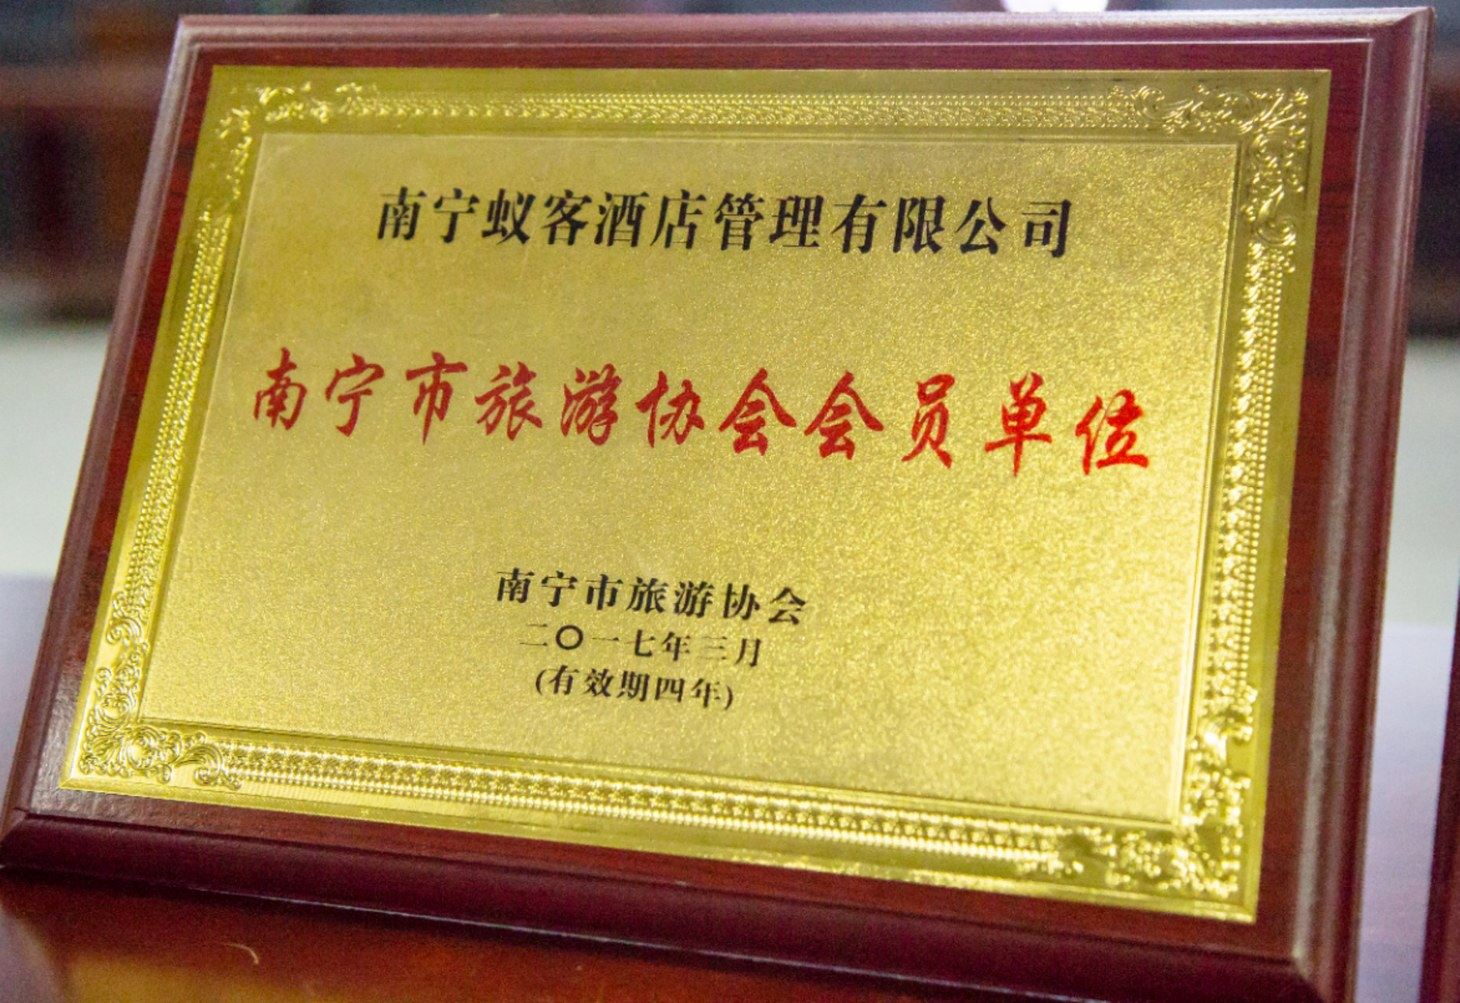 南宁蚁客酒店管理有限公司
南宁市旅游协会会员单位
南宁市旅游协会
二〇一七年三月
(有效期四年)